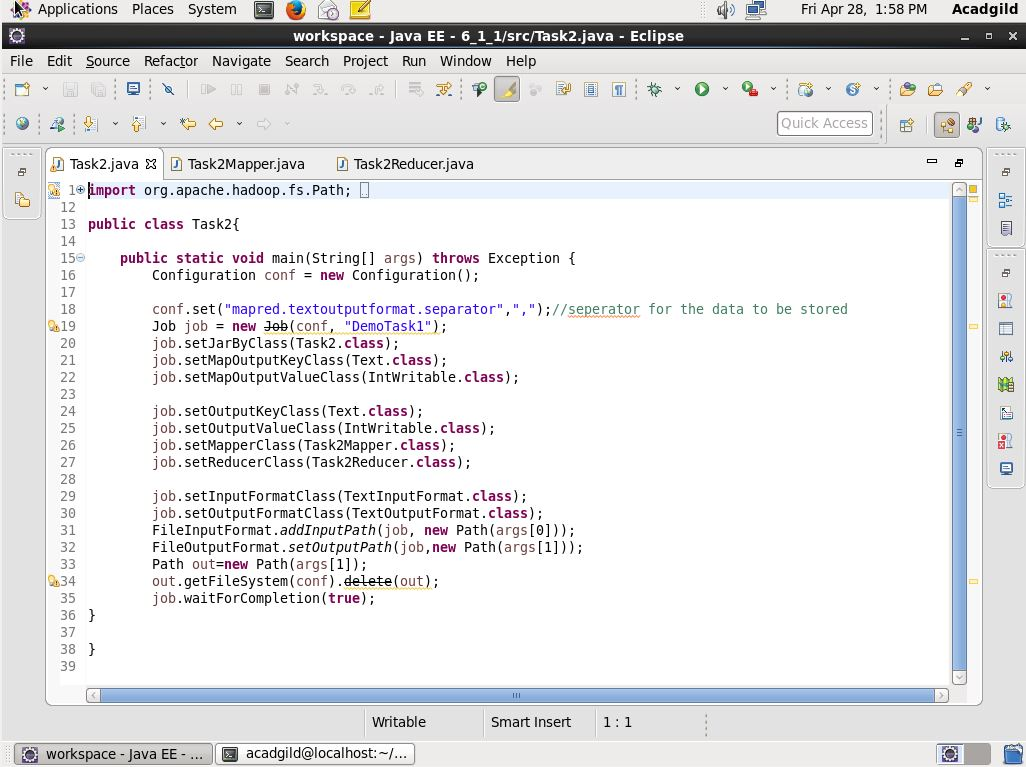 Applications Places System Fri Apr 28, 1:58 PM Acadgild
workspace - Java EE - 6_1_1/src/Task2.java - Eclipse
File Edit Source Refactor Navigate Search Project Run Window Help
Quick Access
Task2.java Task2Mapper.java Task2Reducer.java
1 import org.apache.hadoop.fs.Path;
12
13 public class Task2{
14
15     public static void main(String[] args) throws Exception {
16         Configuration conf = new Configuration();
17
18         conf.set("mapred.textoutputformat.separator",",");//seperator for the data to be stored
19         Job job = new Job(conf, "DemoTask1");
20         job.setJarByClass(Task2.class);
21         job.setMapOutputKeyClass(Text.class);
22         job.setMapOutputValueClass(IntWritable.class);
23
24         job.setOutputKeyClass(Text.class);
25         job.setOutputValueClass(IntWritable.class);
26         job.setMapperClass(Task2Mapper.class);
27         job.setReducerClass(Task2Reducer.class);
28
29         job.setInputFormatClass(TextInputFormat.class);
30         job.setOutputFormatClass(TextOutputFormat.class);
31         FileInputFormat.addInputPath(job, new Path(args[0]));
32         FileOutputFormat.setOutputPath(job,new Path(args[1]));
33         Path out=new Path(args[1]);
34         out.getFileSystem(conf).delete(out);
35         job.waitForCompletion(true);
36 }
37
38 }
39
Writable Smart Insert 1 : 1
workspace - Java EE - ... acadgild@localhost:~/...